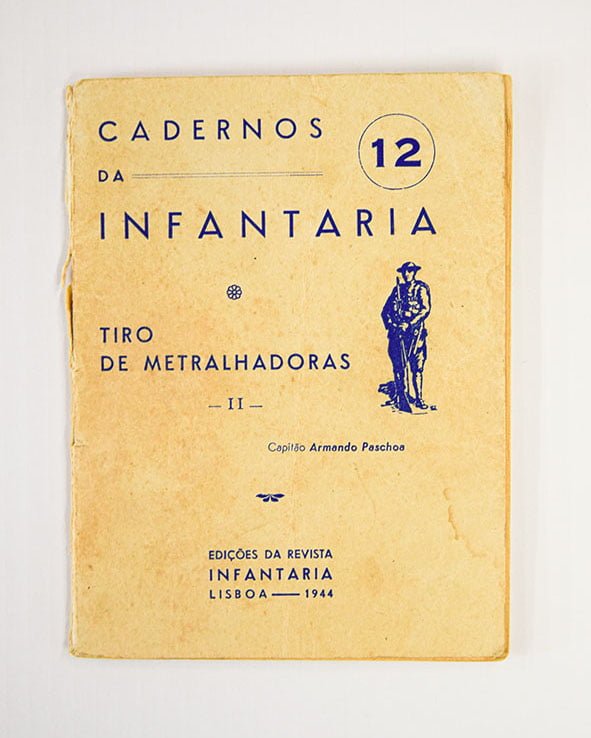 CADERNOS
12
DA
INFANTARIA
TIRO
DE METRALHADORAS
— II —
Capitão Armando Paschoa
EDIÇÕES DA REVISTA
INFANTARIA
LISBOA — 1944